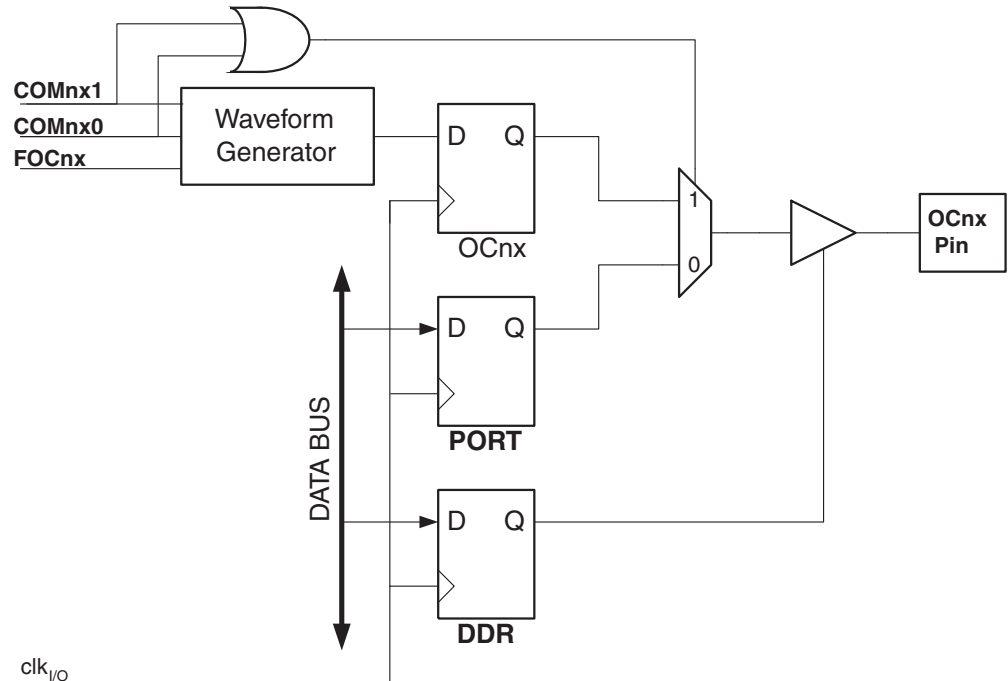 COMnx1
COMnx0
FOCnx
Waveform
Generator
D Q
OCnx
1
0
OCnx
Pin
D Q
PORT
DATA BUS
D Q
DDR
clkI/O